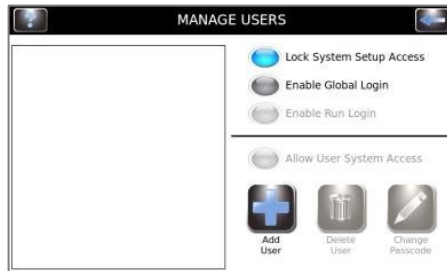 MANAGE USERS
Lock System Setup Access
Enable Global Login
Enable Run Login
Allow User System Access
Add
User
Delete
User
Change
Passcode